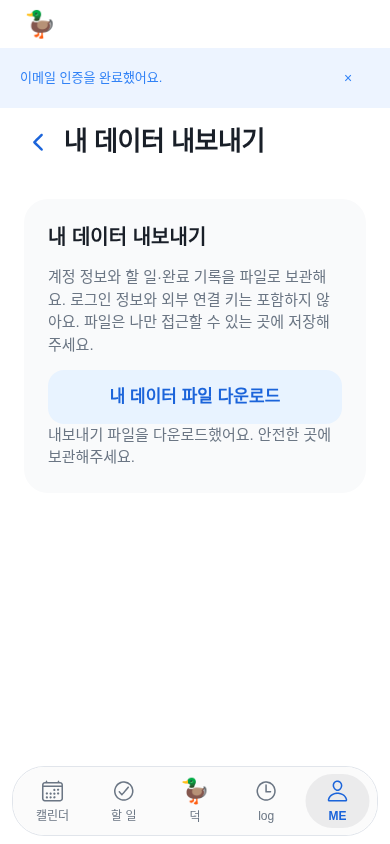 이메일 인증을 완료했어요.
×
내 데이터 내보내기
내 데이터 내보내기
계정 정보와 할 일·완료 기록을 파일로 보관해
요. 로그인 정보와 외부 연결 키는 포함하지 않
아요. 파일은 나만 접근할 수 있는 곳에 저장해
주세요.
내 데이터 파일 다운로드
내보내기 파일을 다운로드했어요. 안전한 곳에
보관해주세요.
캘린더
할 일
덕
log
ME